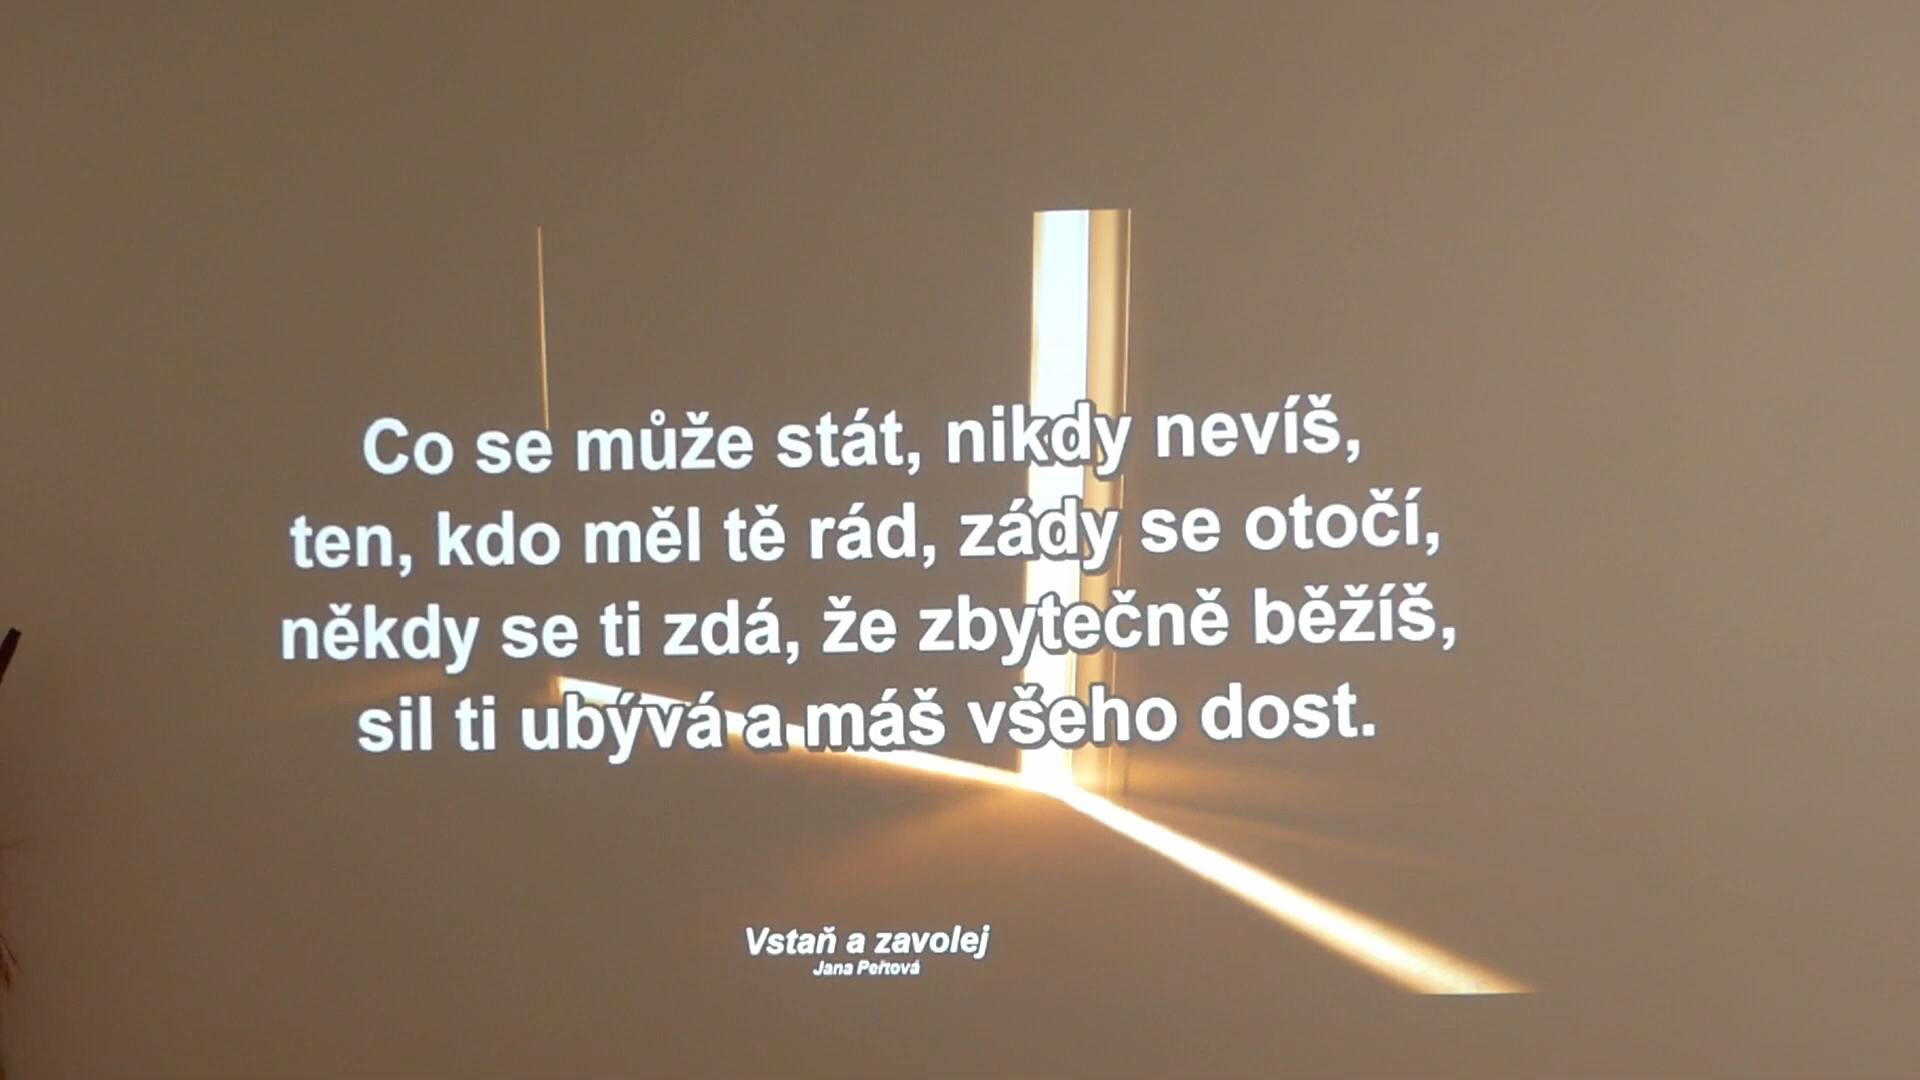 Co se může stát, nikdy nevíš,
ten, kdo měl tě rád, zády se otočí,
někdy se ti zdá, že zbytečně běžíš,
sil ti ubývá a máš všeho dost.
Vstaň a zavolej
Jana